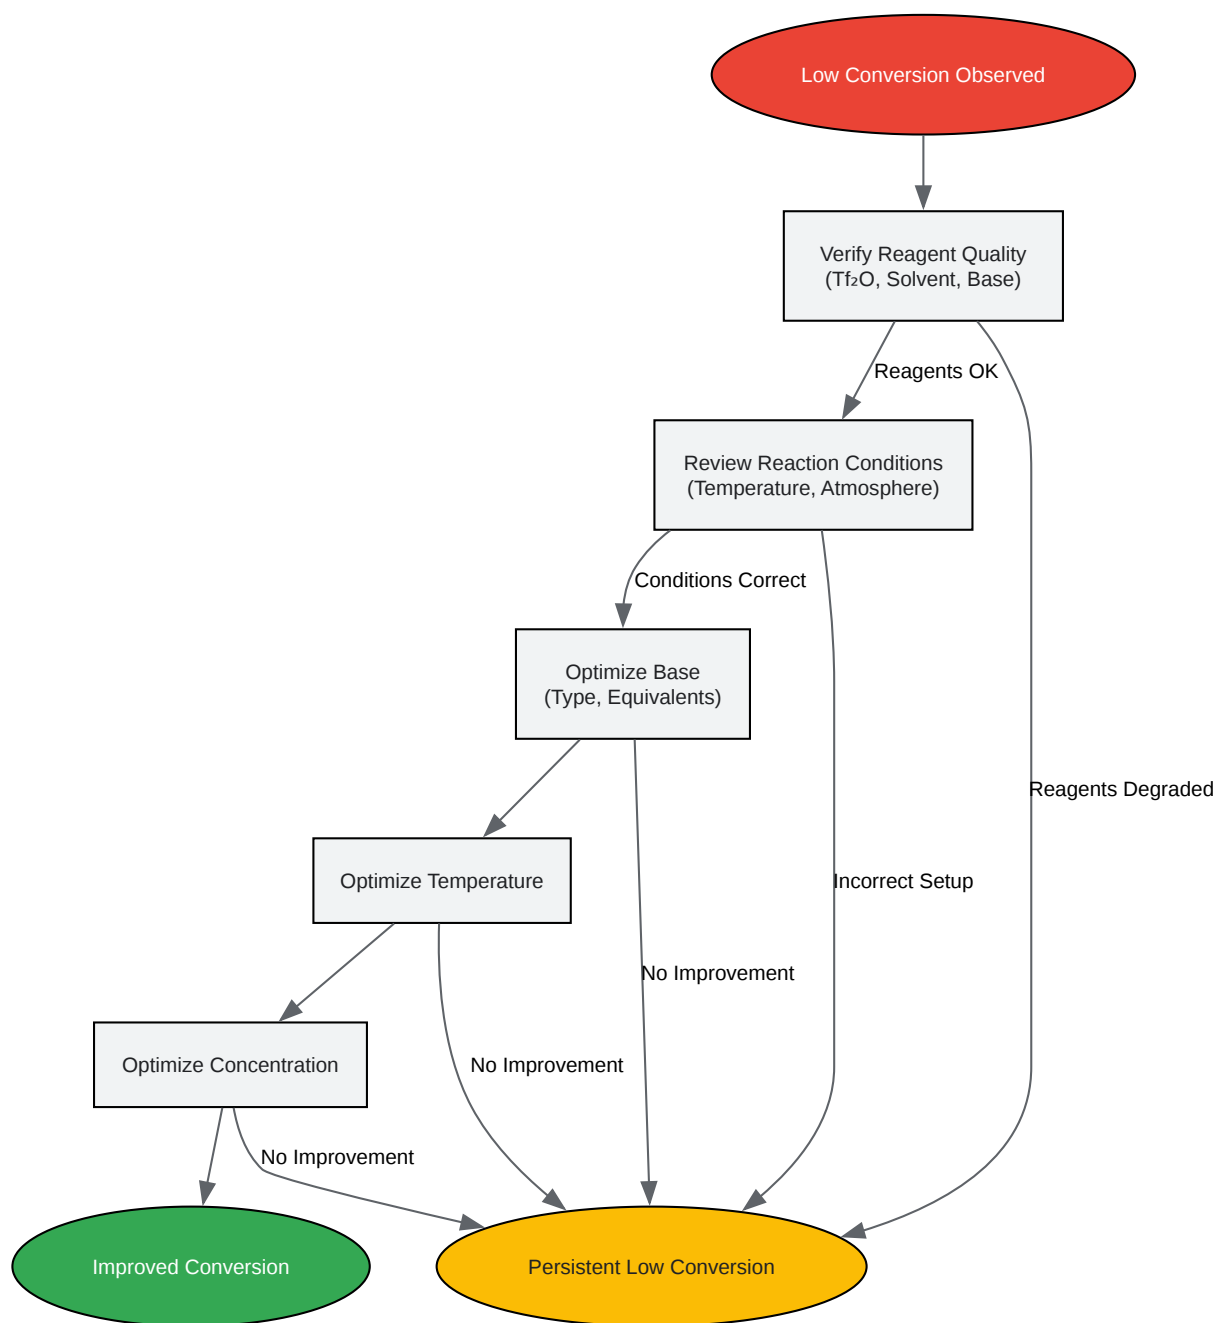 Low Conversion Observed
Verify Reagent Quality
(Tf₂O, Solvent, Base)
Reagents OK
Review Reaction Conditions
(Temperature, Atmosphere)
Conditions Correct
Optimize Base
(Type, Equivalents)
Reagents Degraded
Optimize Temperature
Incorrect Setup
No Improvement
Optimize Concentration
No Improvement
No Improvement
Improved Conversion
Persistent Low Conversion